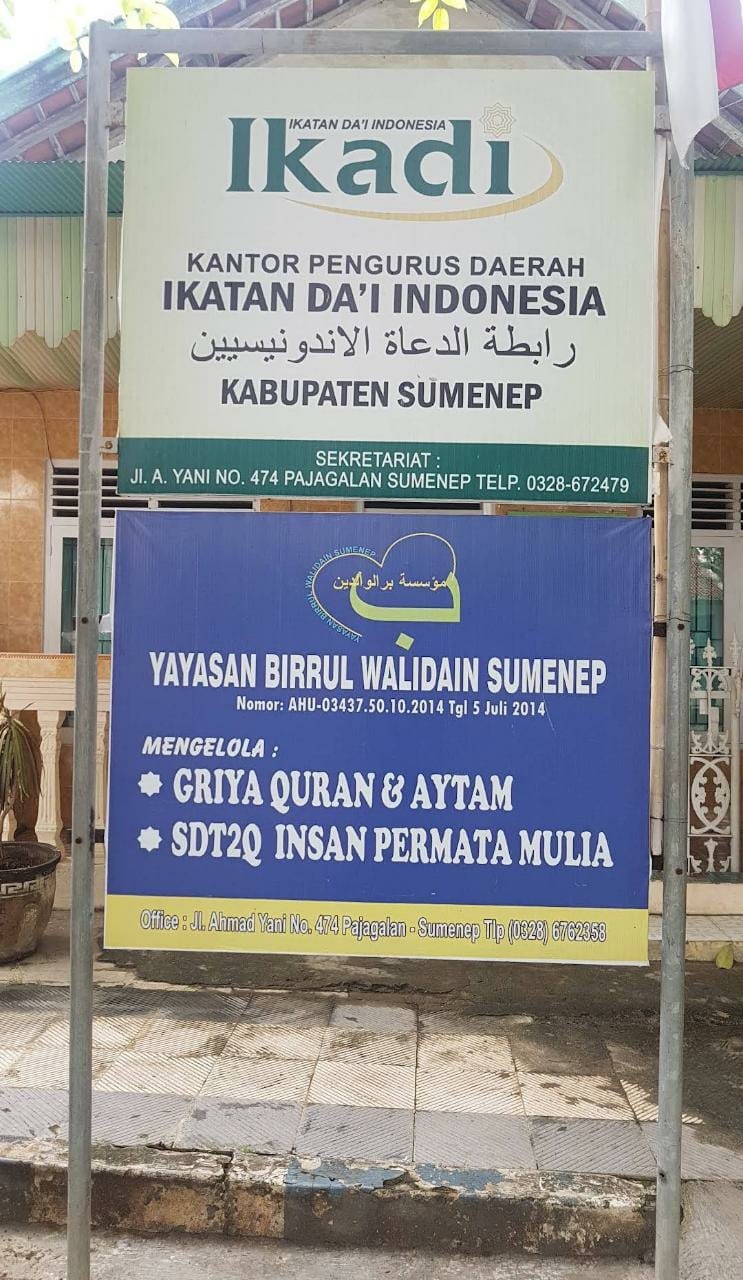 IKATAN DA'I INDONESIA
Ikadi
KANTOR PENGURUS DAERAH
IKATAN DA'I INDONESIA
رابطة الدعاة الاندونيسيين
KABUPATEN SUMENEP
SEKRETARIAT :
Jl. A. YANI NO. 474 PAJAGALAN SUMENEP TELP. 0328-672479
YAYASAN BIRRUL WALIDAIN SUMENEP
مؤسسة بر الوالدين
ب
YAYASAN BIRRUL WALIDAIN SUMENEP
Nomor: AHU-03437.50.10.2014 Tgl 5 Juli 2014
MENGELOLA :
GRIYA QURAN & AYTAM
SDT2Q INSAN PERMATA MULIA
Office : Jl. Ahmad Yani No. 474 Pajagalan - Sumenep Tlp (0328) 6762358